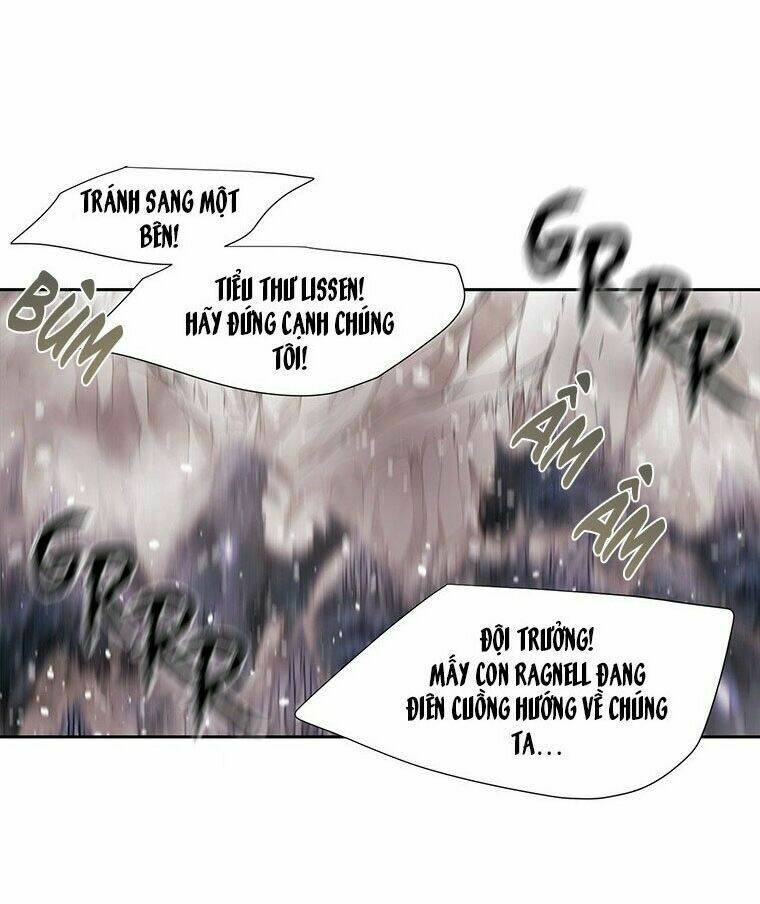 TRÁNH SANG MỘT
BÊN!
TIỂU THƯ LISSEN!
HÃY ĐỨNG CẠNH CHÚNG
TÔI!
GRRR
BÙM
ẦM
ẦM
GRRR
ĐỘI TRƯỞNG!
MẤY CON RAGNELL ĐANG
ĐIÊN CUỒNG HƯỚNG VỀ CHÚNG
TA...